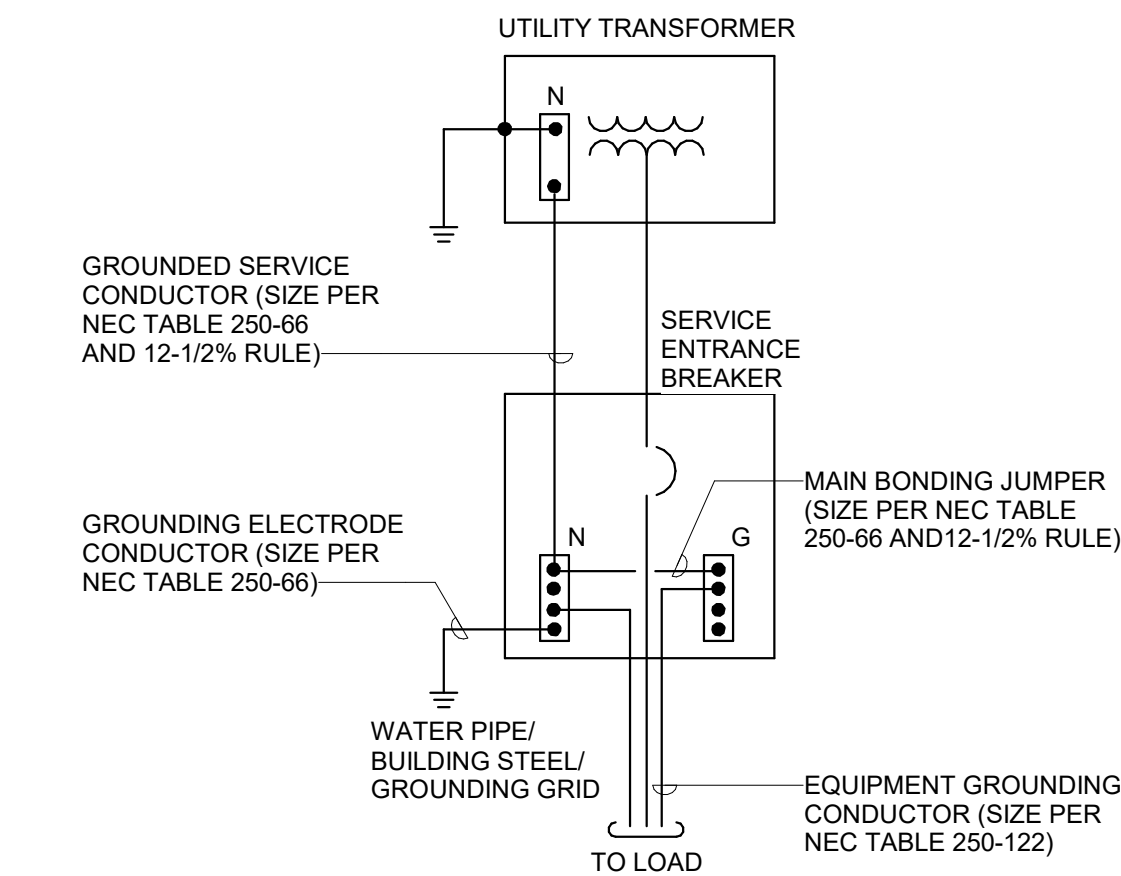 UTILITY TRANSFORMER
N
GROUNDED SERVICE
CONDUCTOR (SIZE PER
NEC TABLE 250-66
AND 12-1/2% RULE)
SERVICE
ENTRANCE
BREAKER
MAIN BONDING JUMPER
(SIZE PER NEC TABLE
250-66 AND12-1/2% RULE)
GROUNDING ELECTRODE
CONDUCTOR (SIZE PER
NEC TABLE 250-66)
N
G
WATER PIPE/
BUILDING STEEL/
GROUNDING GRID
EQUIPMENT GROUNDING
CONDUCTOR (SIZE PER
NEC TABLE 250-122)
TO LOAD